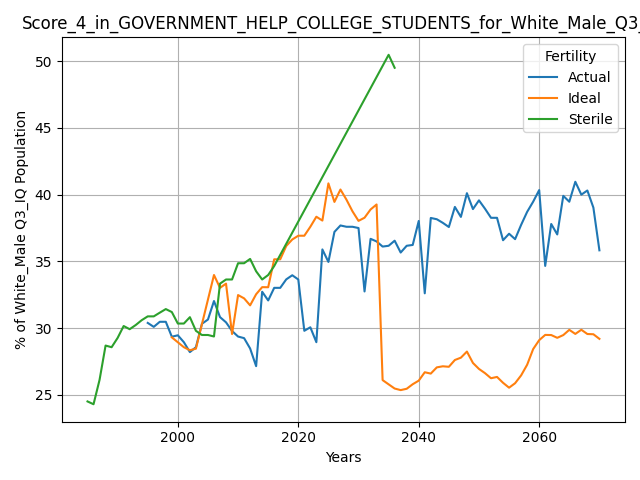 Score_4_in_GOVERNMENT_HELP_COLLEGE_STUDENTS_for_White_Male_Q3_
Fertility
Actual
Ideal
Sterile
% of White_Male Q3_IQ Population
50
45
40
35
30
25
2000 2020 2040 2060
Years